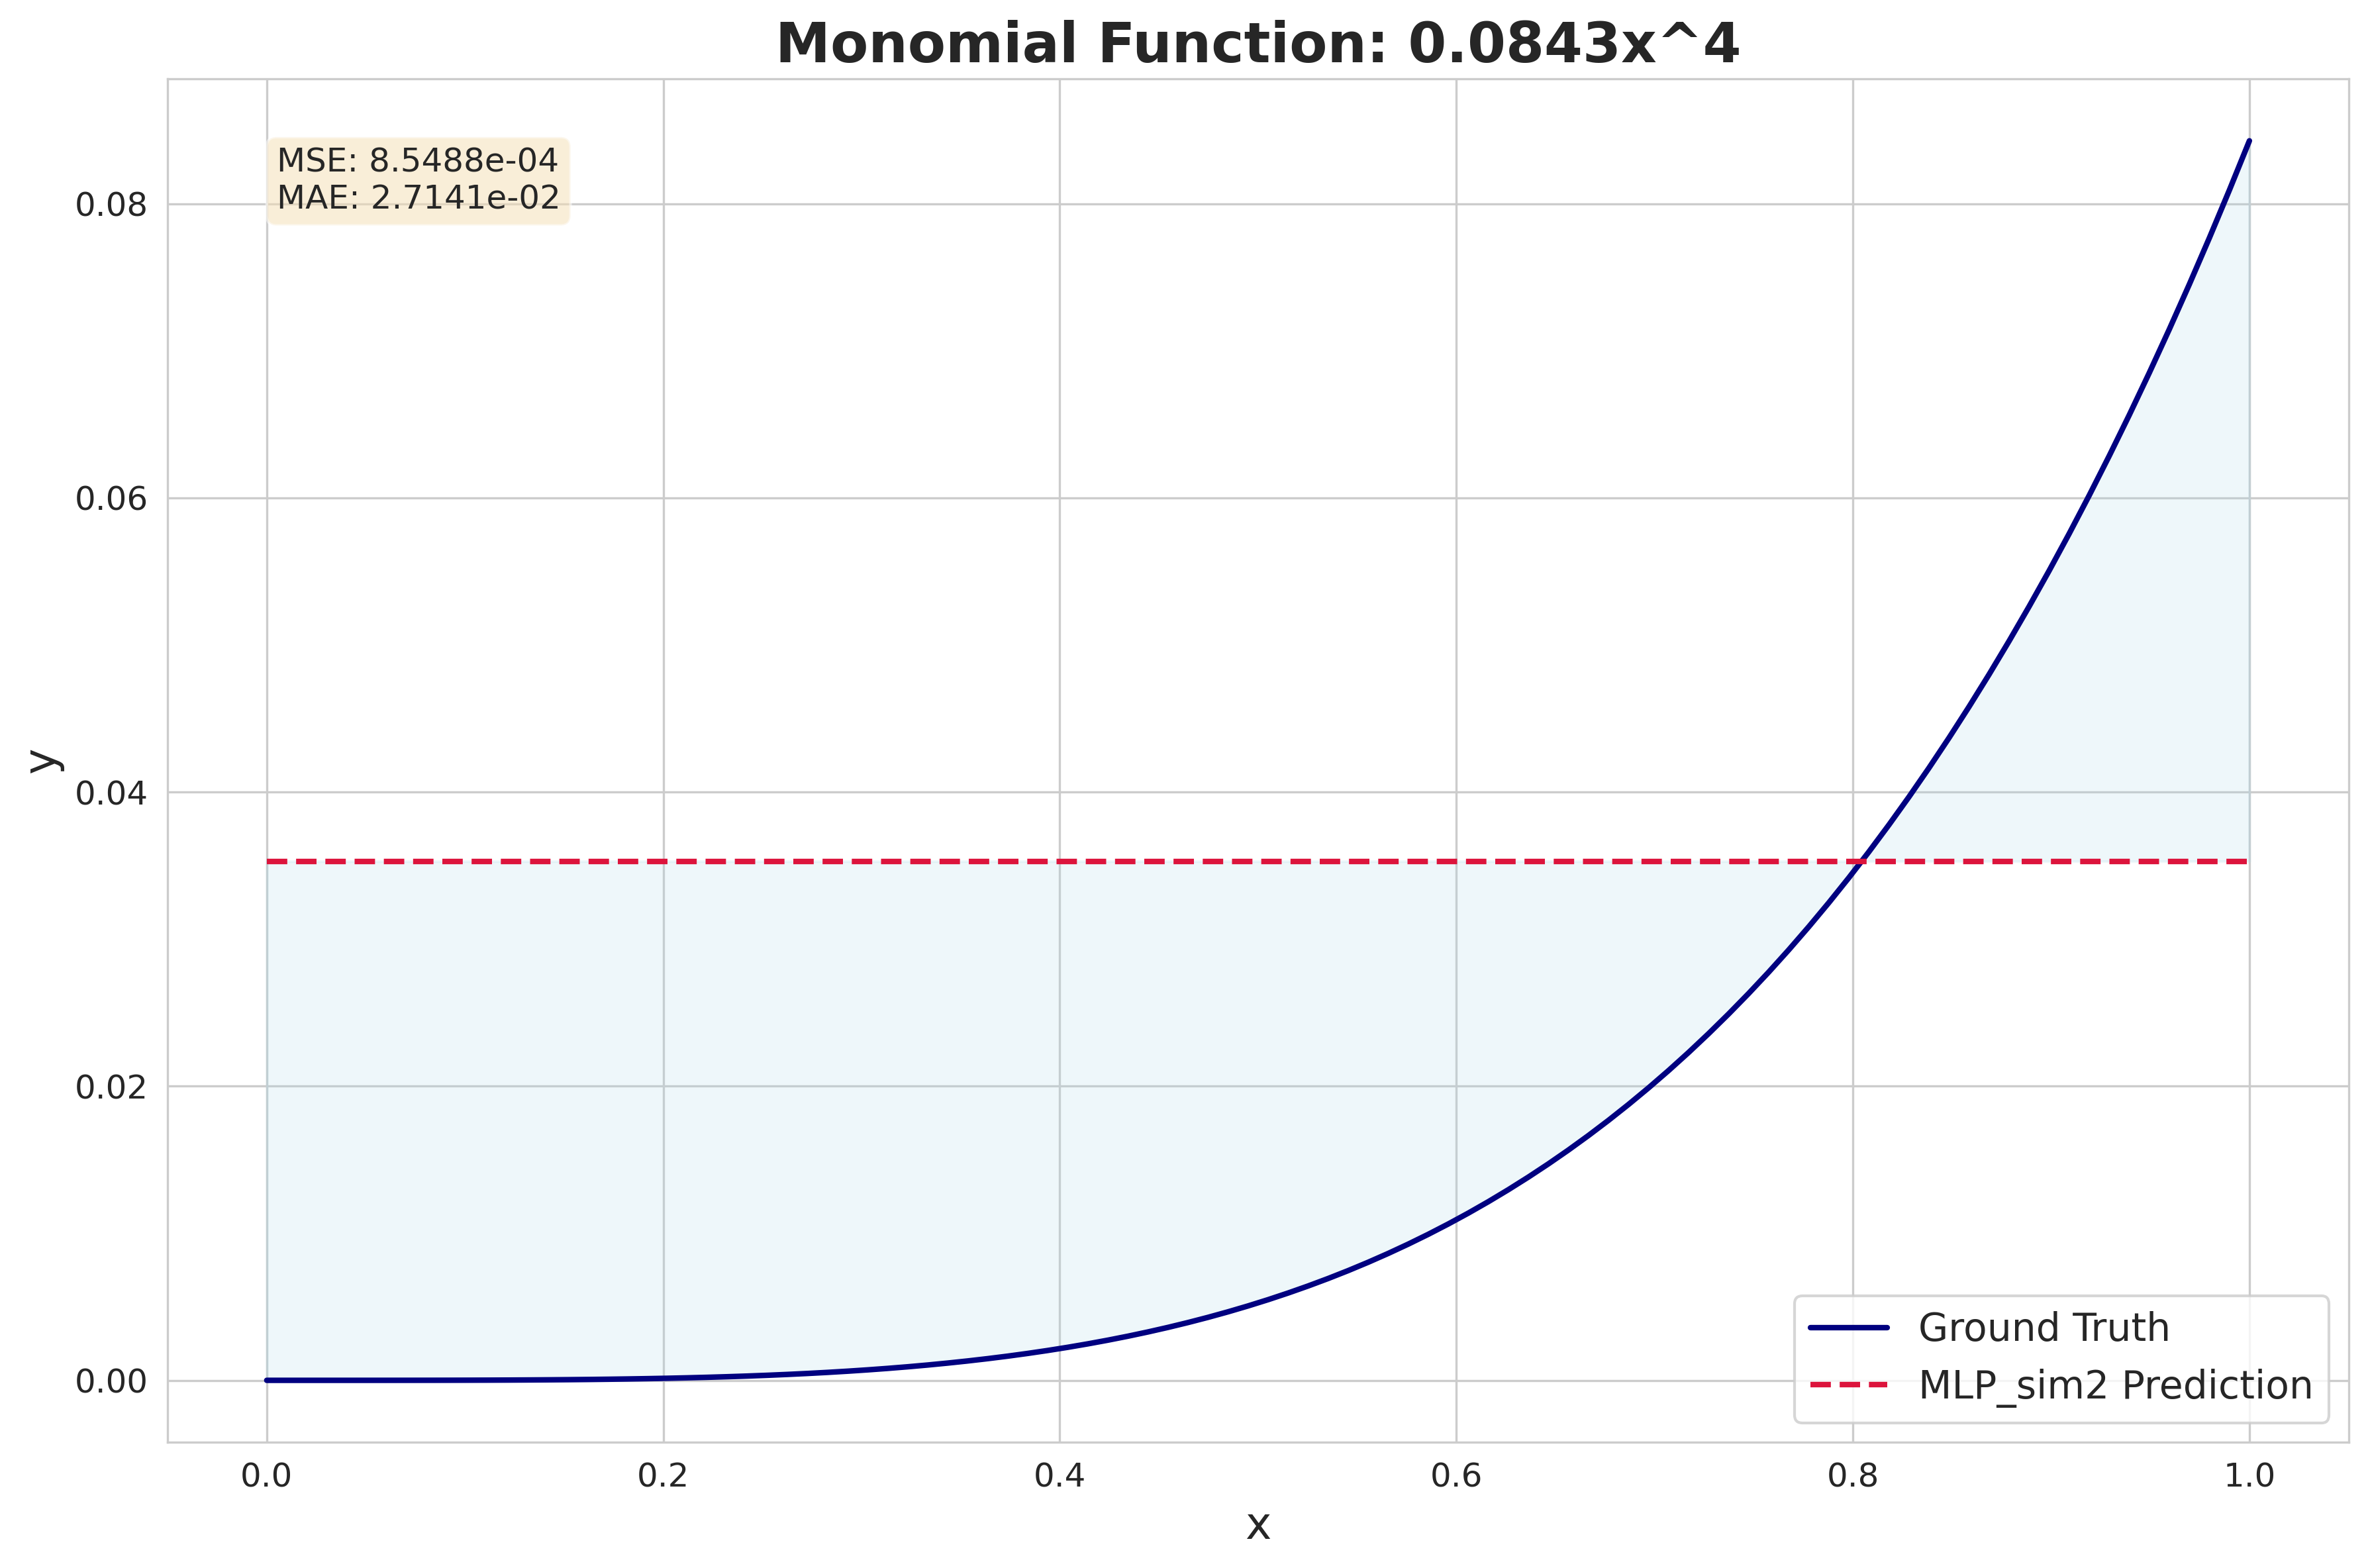 Monomial Function: 0.0843x^4
MSE: 8.5488e-04
MAE: 2.7141e-02
0.08
0.06
0.04
0.02
0.00
y
Ground Truth
MLP_sim2 Prediction
0.0 0.2 0.4 0.6 0.8 1.0
x